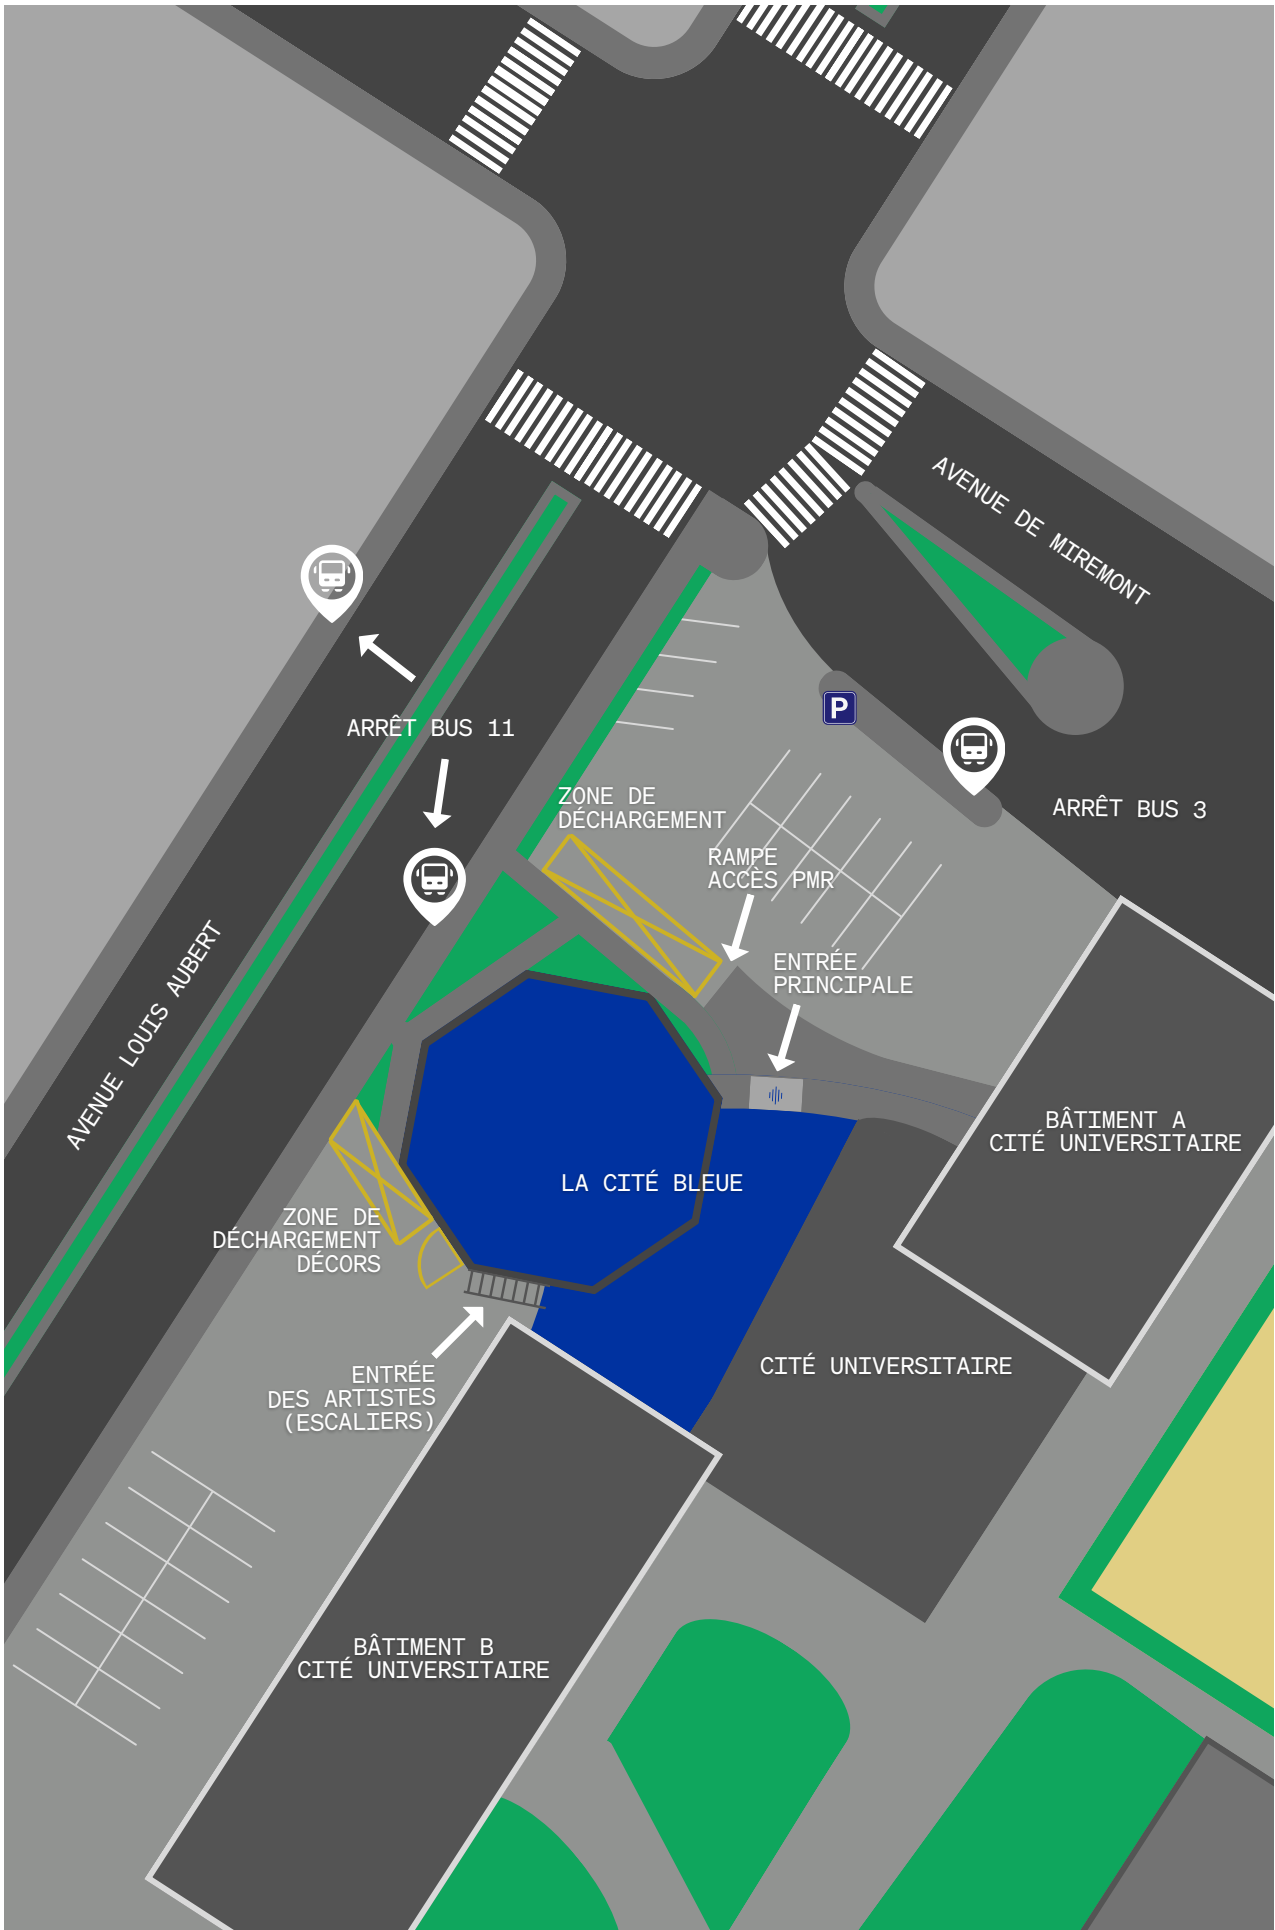 AVENUE DE MIREMONT
P
ARRÊT BUS 11
ZONE DE
DÉCHARGEMENT
ARRÊT BUS 3
RAMPE
ACCÈS PMR
AVENUE LOUIS AUBERT
ENTRÉE
PRINCIPALE
BÂTIMENT A
CITÉ UNIVERSITAIRE
LA CITÉ BLEUE
ZONE DE
DÉCHARGEMENT
DÉCORS
CITÉ UNIVERSITAIRE
ENTRÉE
DES ARTISTES
(ESCALIERS)
BÂTIMENT B
CITÉ UNIVERSITAIRE